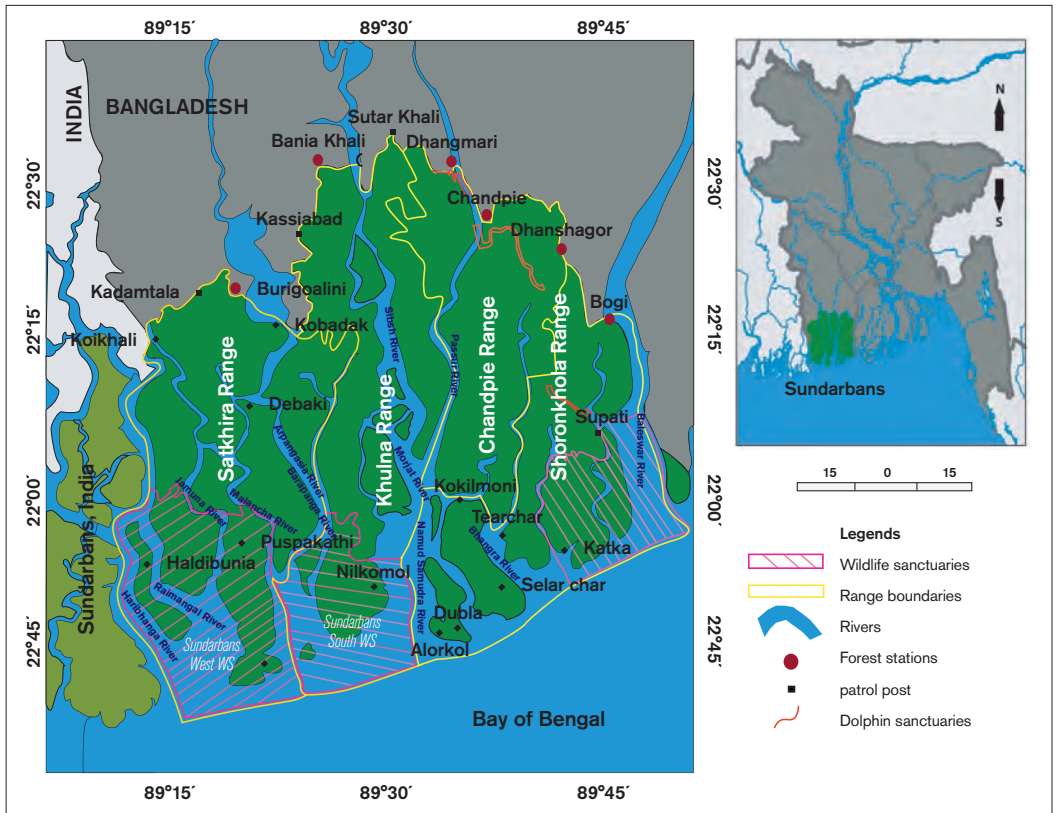 89°15´ 89°30´ 89°45´
INDIA
BANGLADESH
Sutar Khali
Bania Khali
Dhangmari
Chandpie
Kassiabad
Dhanshagor
Kadamtala
Burigoalini
Bogi
Koikhali
Kobadak
Satkhira Range
Khulna Range
Chandpie Range
Shoronkhola Range
Sibsh River
Passur River
Debaki
Supati
Arpangasia River
Barapanga River
Morjat River
Baleswar River
Sundarbans, India
Jamuna River
Malancha River
Kokilmoni
Tearchar
Puspakathi
Haldibunia
Nilkomol
Katka
Namud Samudra River
Bhangra River
Selar char
Haribhanga River
Raimangal River
Dubla
Alorkol
Sundarbans
West WS
Sundarbans
South WS
Bay of Bengal
89°15´ 89°30´ 89°45´
22°30´
22°15´
22°00´
22°45´
22°30´
22°15´
22°00´
22°45´
N
S
Sundarbans
15 0 15
Legends
Wildlife sanctuaries
Range boundaries
Rivers
Forest stations
patrol post
Dolphin sanctuaries